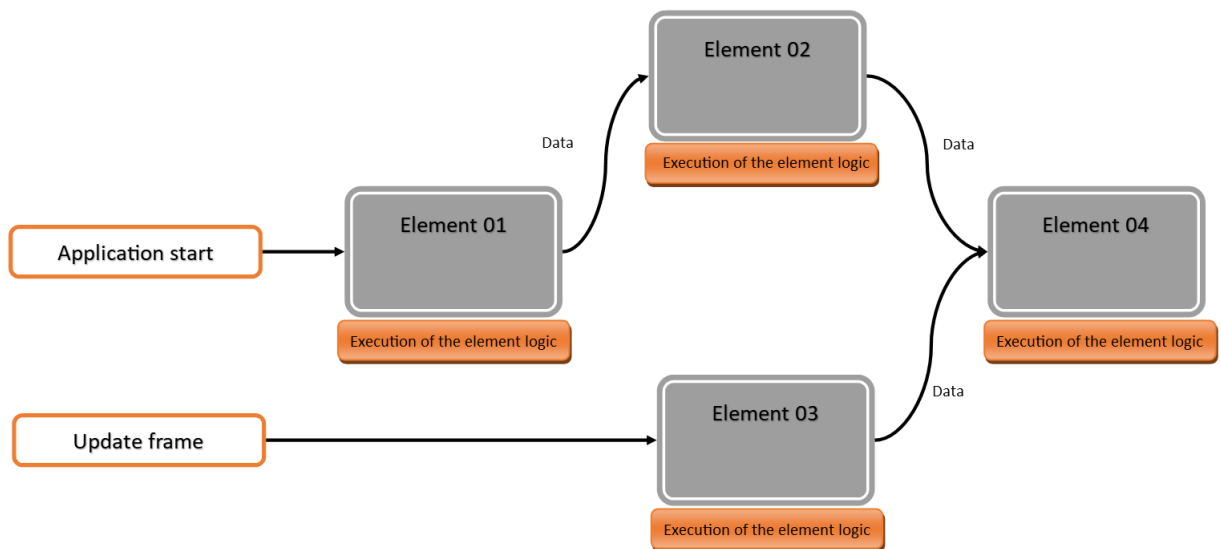 Element 02
Data
Data
Execution of the element logic
Element 01
Element 04
Application start
Execution of the element logic
Execution of the element logic
Data
Element 03
Update frame
Execution of the element logic